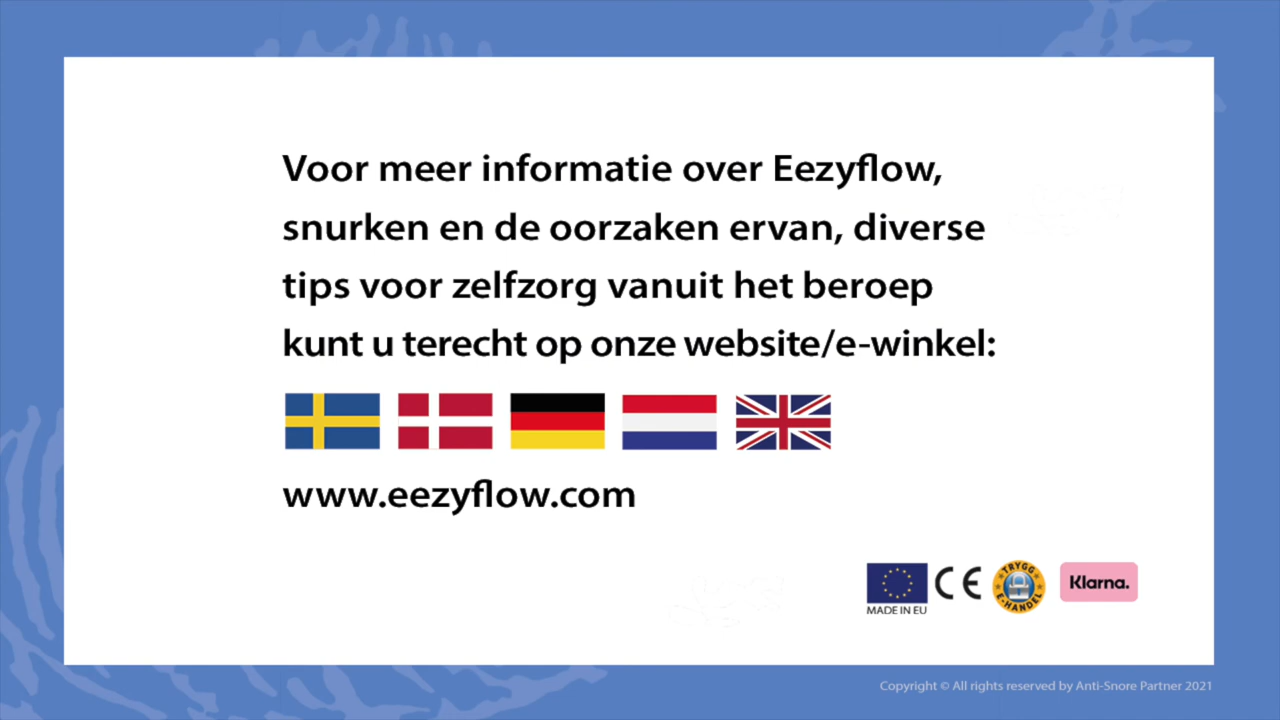 Voor meer informatie over Eezyflow,
snurken en de oorzaken ervan, diverse
tips voor zelfzorg vanuit het beroep
kunt u terecht op onze website/e-winkel:
www.eezyflow.com
MADE IN EU
CE
TRYGG
E-HANDEL
Klarna.
Copyright © All rights reserved by Anti-Snore Partner 2021